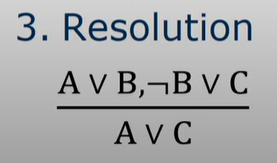 3. Resolution
A ∨ B,¬B ∨ C
A ∨ C